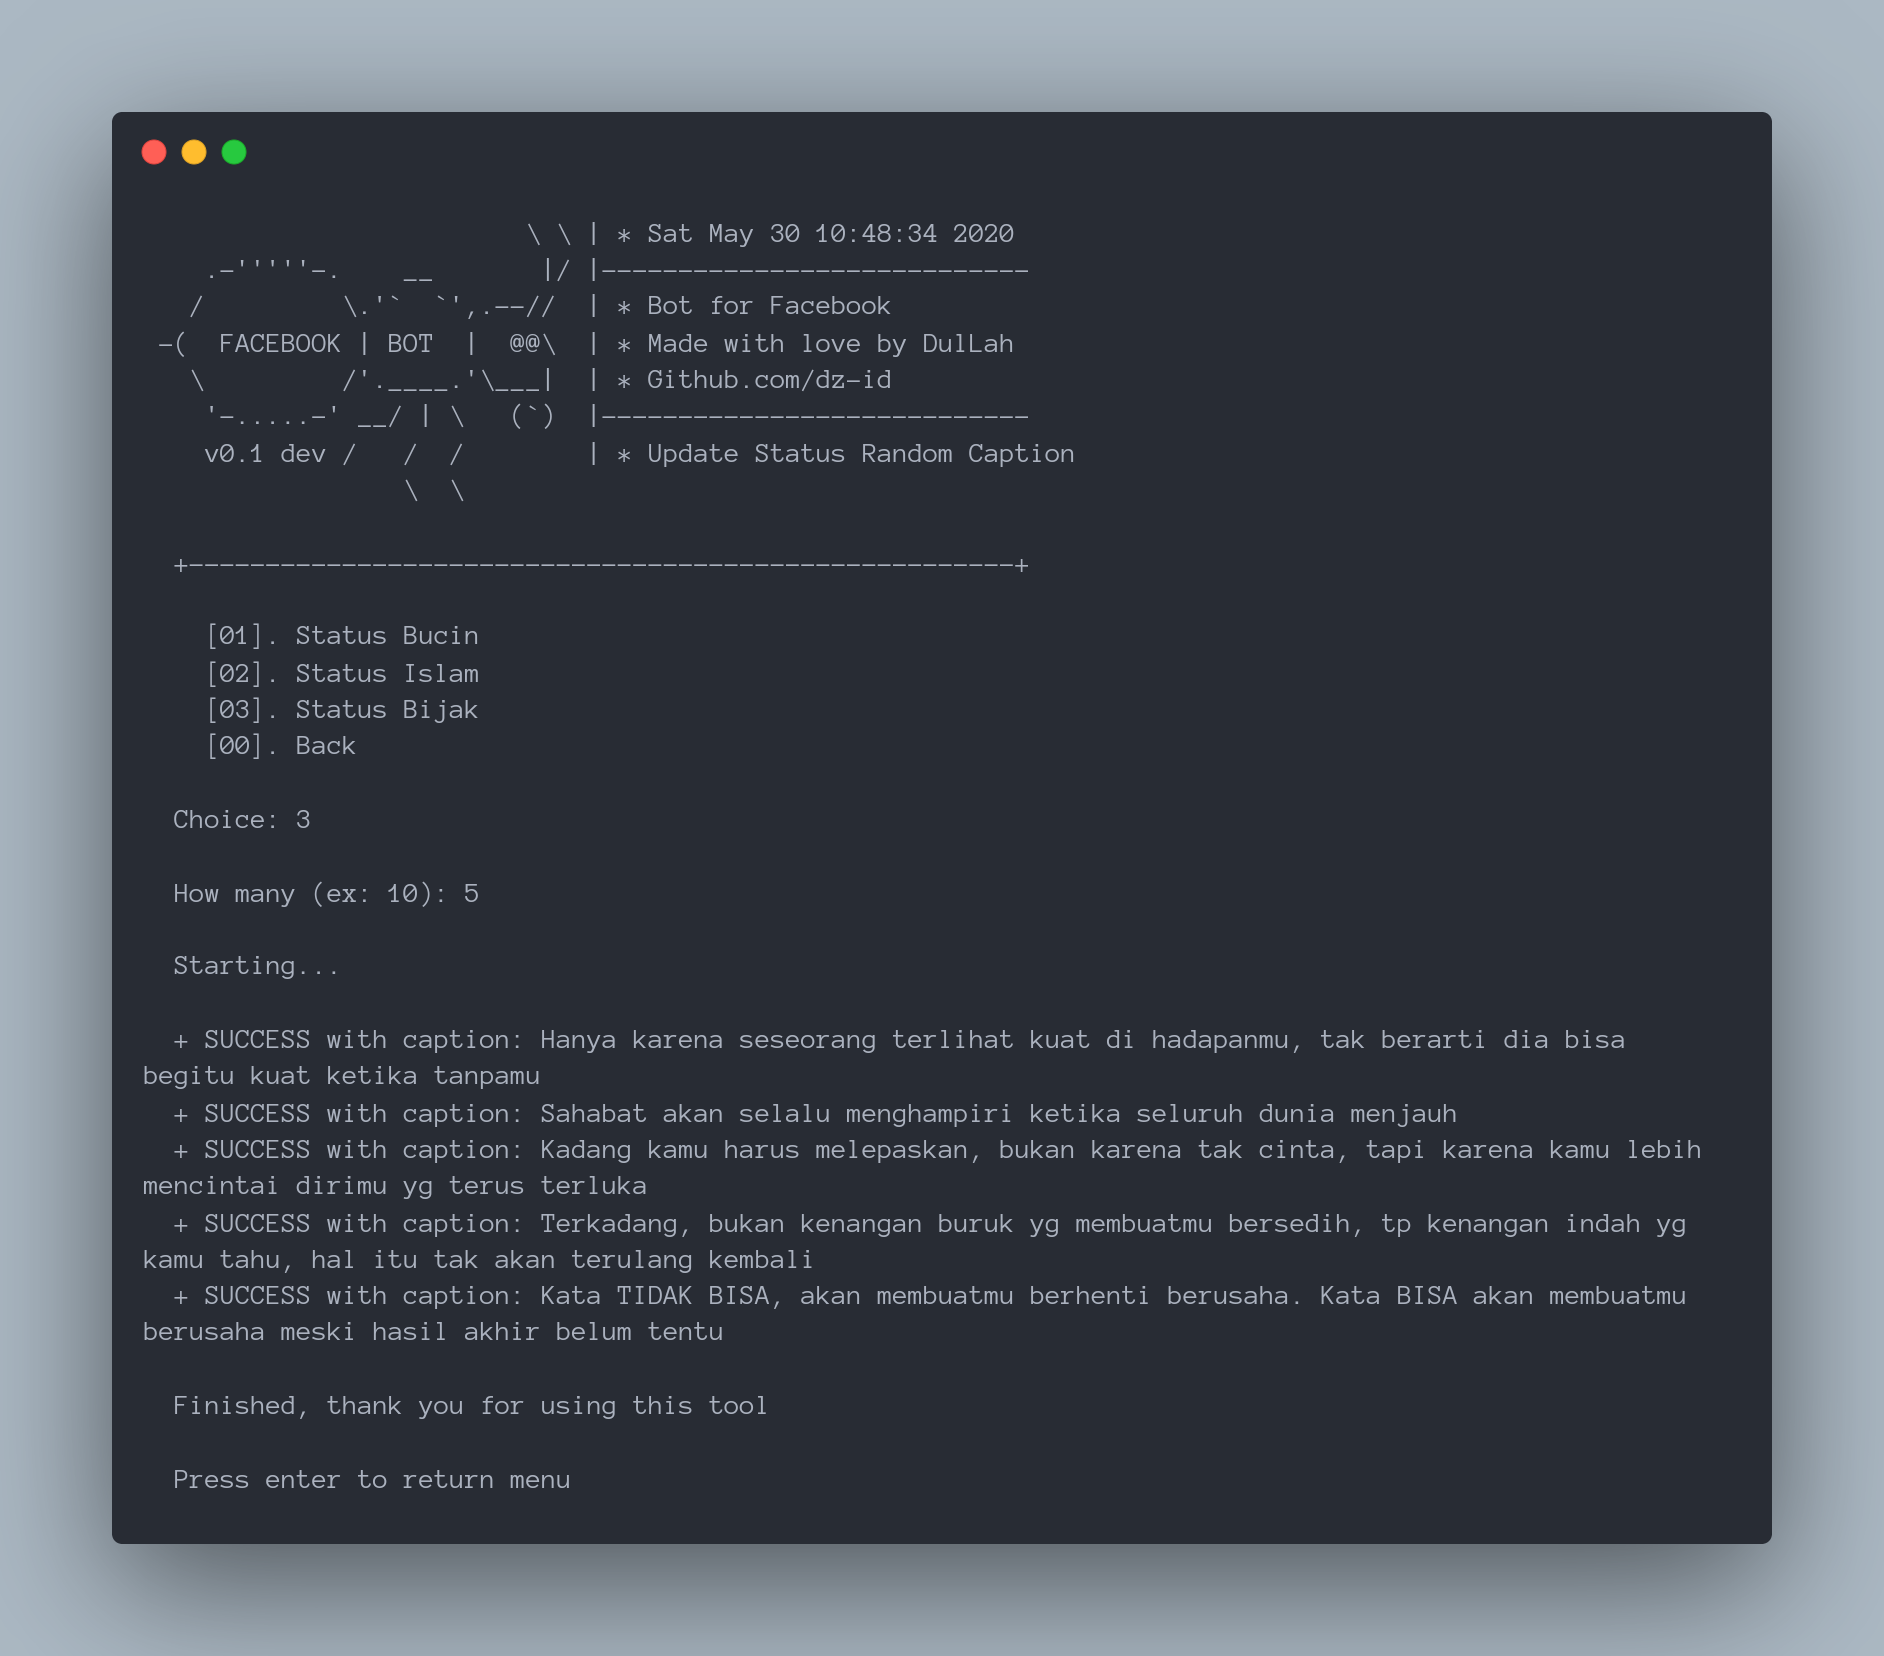 \ \ | * Sat May 30 10:48:34 2020
    .-'''''-.    __       |/ |----------------------------
   /         \.'`  `',.--//  | * Bot for Facebook
 -(  FACEBOOK | BOT  |  @@\  | * Made with love by DulLah
   \         /'.____.'\___|  | * Github.com/dz-id
    '-.....-' __/ | \   (`)  |----------------------------
    v0.1 dev /   /  /        | * Update Status Random Caption
                 \  \
  +------------------------------------------------------+
    [01]. Status Bucin
    [02]. Status Islam
    [03]. Status Bijak
    [00]. Back
  Choice: 3
  How many (ex: 10): 5
  Starting...
  + SUCCESS with caption: Hanya karena seseorang terlihat kuat di hadapanmu, tak berarti dia bisa
begitu kuat ketika tanpamu
  + SUCCESS with caption: Sahabat akan selalu menghampiri ketika seluruh dunia menjauh
  + SUCCESS with caption: Kadang kamu harus melepaskan, bukan karena tak cinta, tapi karena kamu lebih
mencintai dirimu yg terus terluka
  + SUCCESS with caption: Terkadang, bukan kenangan buruk yg membuatmu bersedih, tp kenangan indah yg
kamu tahu, hal itu tak akan terulang kembali
  + SUCCESS with caption: Kata TIDAK BISA, akan membuatmu berhenti berusaha. Kata BISA akan membuatmu
berusaha meski hasil akhir belum tentu
  Finished, thank you for using this tool
  Press enter to return menu